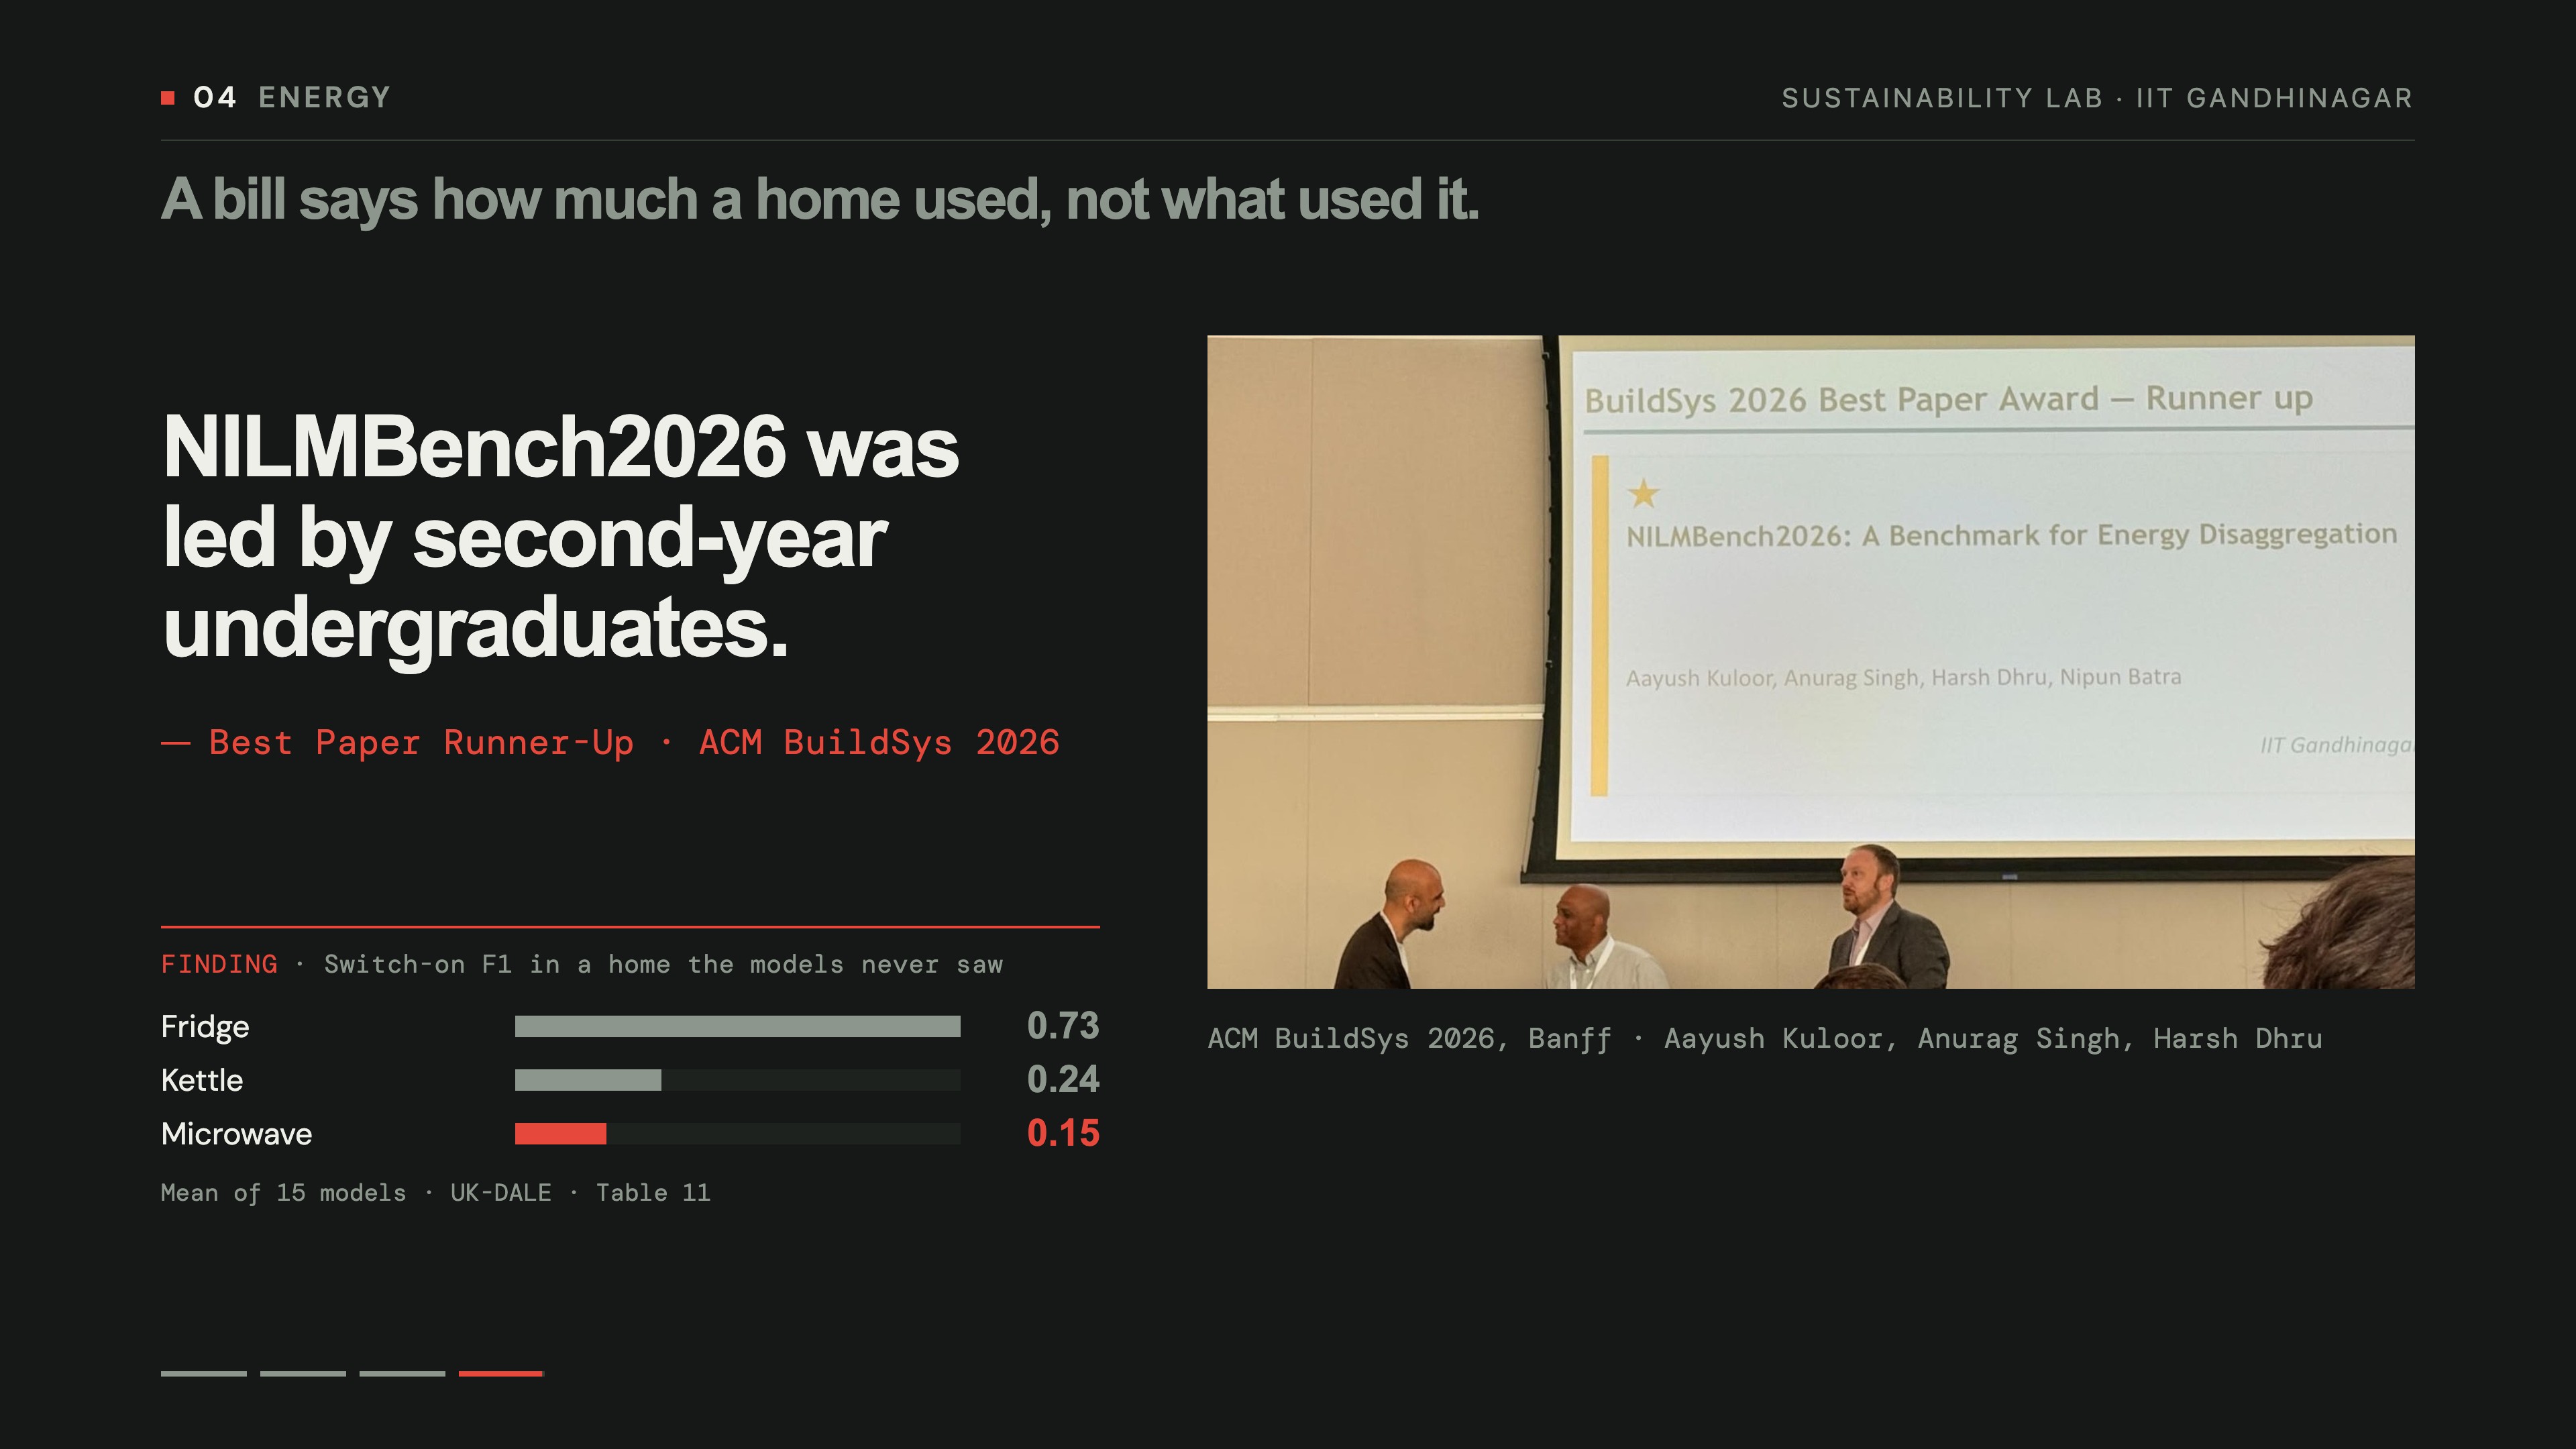 04 ENERGY
SUSTAINABILITY LAB · IIT GANDHINAGAR
A bill says how much a home used, not what used it.
NILMBench2026 was
led by second-year
undergraduates.
— Best Paper Runner-Up · ACM BuildSys 2026
FINDING · Switch-on F1 in a home the models never saw
Fridge 0.73
Kettle 0.24
Microwave 0.15
Mean of 15 models · UK-DALE · Table 11
BuildSys 2026 Best Paper Award — Runner up
★
NILMBench2026: A Benchmark for Energy Disaggregation
Aayush Kuloor, Anurag Singh, Harsh Dhru, Nipun Batra
IIT Gandhinagar
ACM BuildSys 2026, Banff · Aayush Kuloor, Anurag Singh, Harsh Dhru